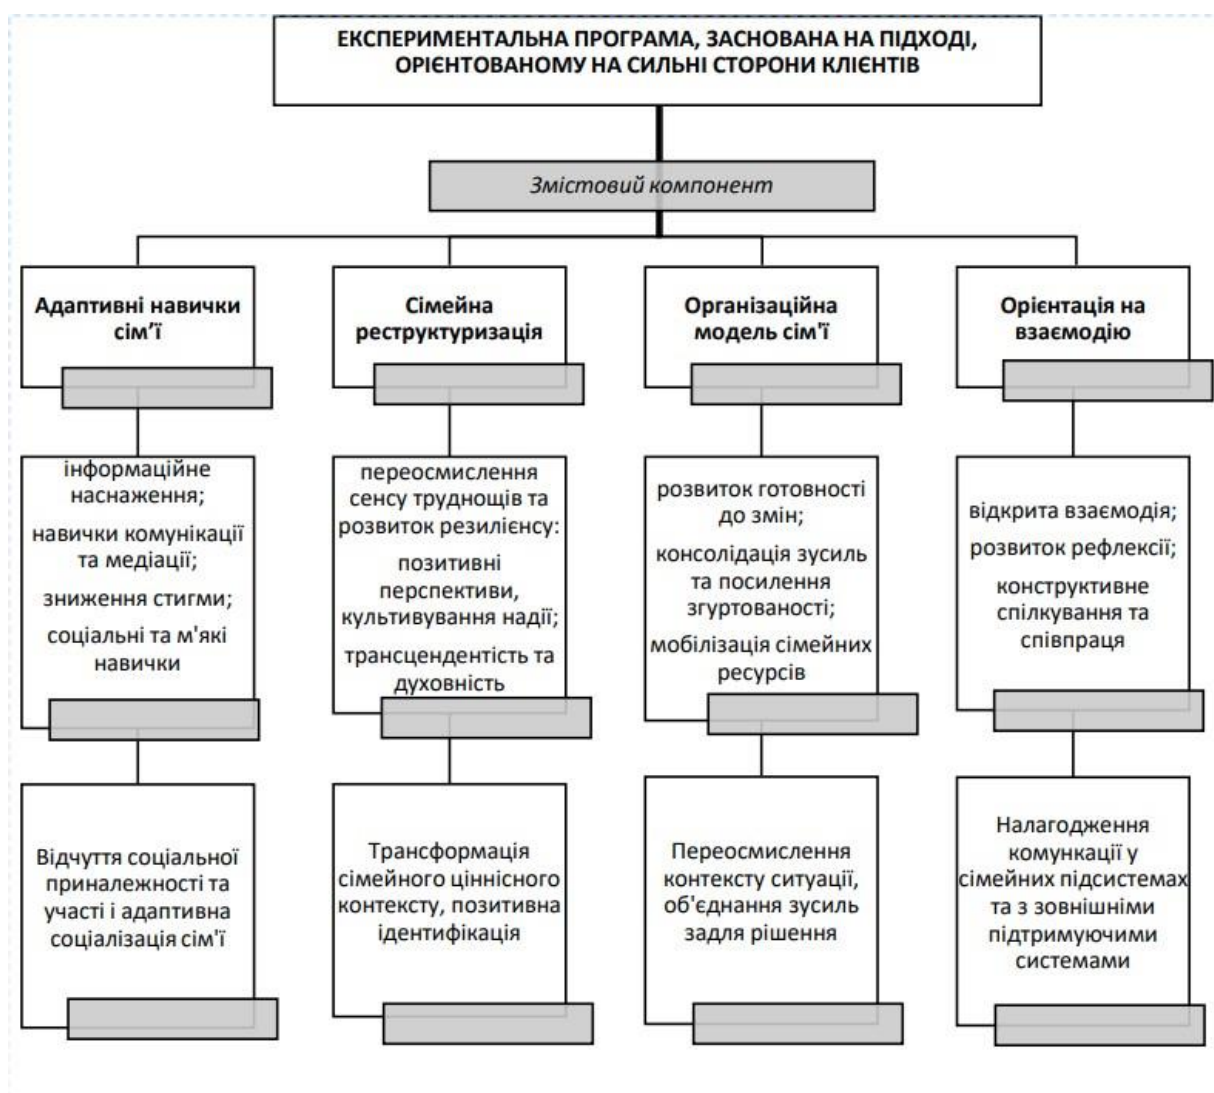 ЕКСПЕРИМЕНТАЛЬНА ПРОГРАМА, ЗАСНОВАНА НА ПІДХОДІ,
ОРІЄНТОВАНОМУ НА СИЛЬНІ СТОРОНИ КЛІЄНТІВ
Змістовий компонент
Адаптивні навички
сім’ї
Сімейна
реструктуризація
Організаційна
модель сім'ї
Орієнтація на
взаємодію
інформаційне
наснаження;
навички комунікації
та медіації;
зниження стигми;
соціальні та м'які
навички
переосмислення
сенсу труднощів та
розвиток резилієнсу:
позитивні
перспективи,
культивування надії;
трансцендентість та
духовність
розвиток готовності
до змін;
консолідація зусиль
та посилення
згуртованості;
мобілізація сімейних
ресурсів
відкрита взаємодія;
розвиток рефлексії;
конструктивне
спілкування та
співпраця
Відчуття соціальної
приналежності та
участі і адаптивна
соціалізація сім'ї
Трансформація
сімейного ціннісного
контексту, позитивна
ідентифікація
Переосмислення
контексту ситуації,
об'єднання зусиль
задля рішення
Налагодження
комункації у
сімейних підсистемах
та з зовнішніми
підтримуючими
системами